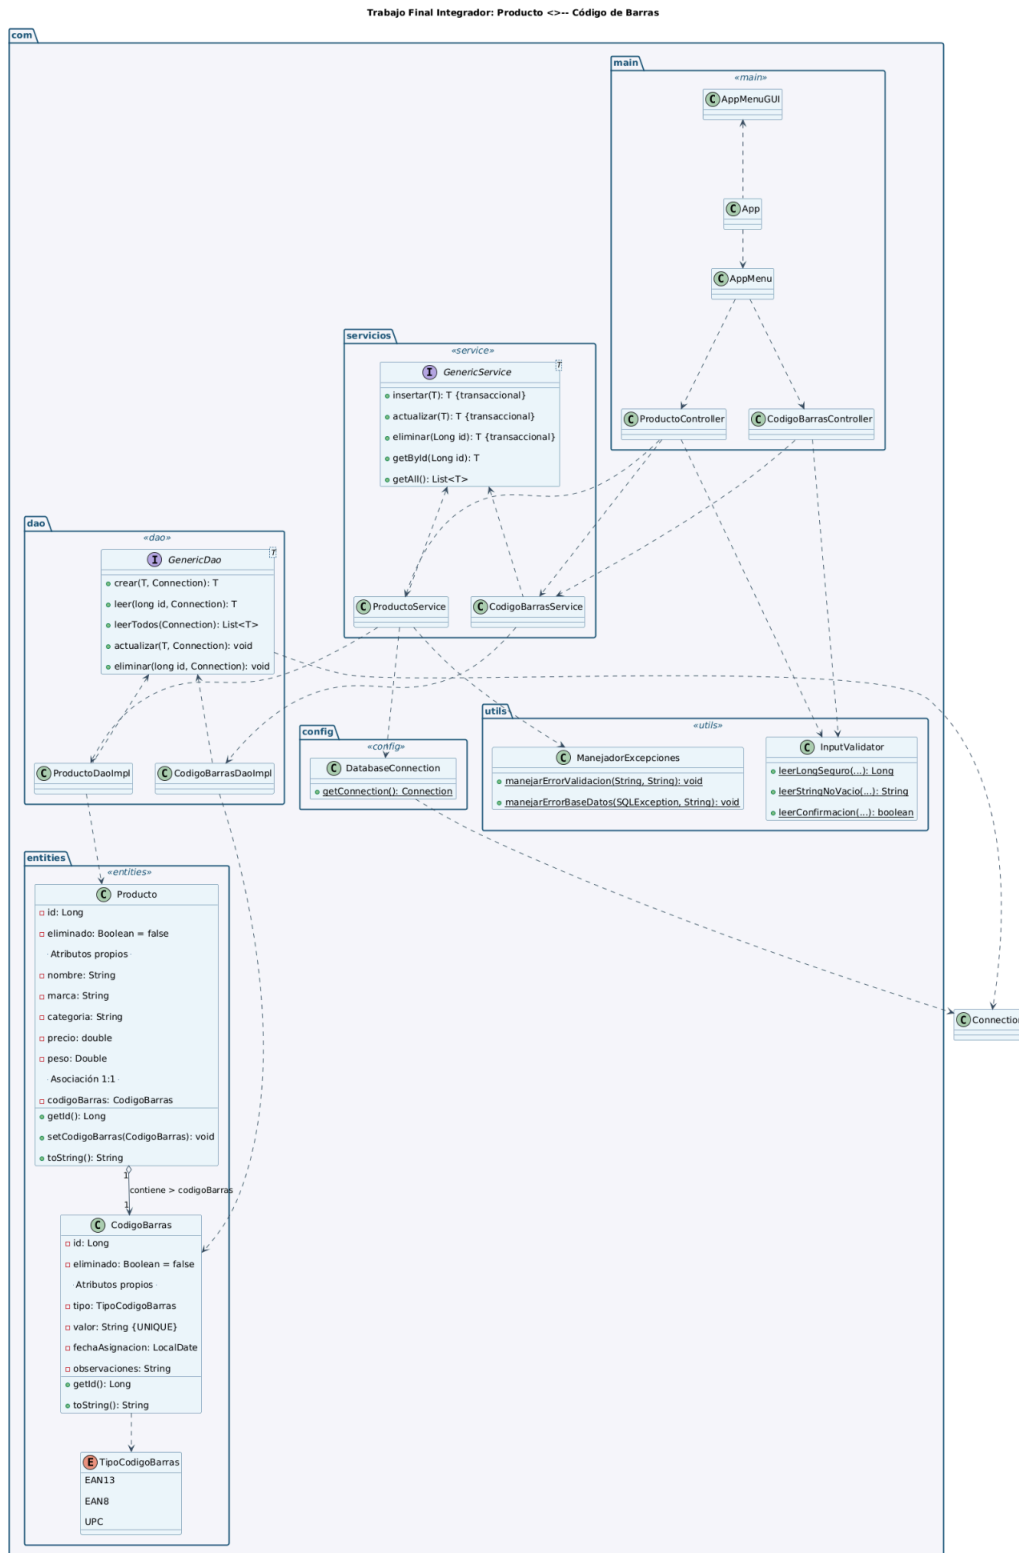 Trabajo Final Integrador: Producto <>-- Código de Barras
com
main
«main»
C AppMenuGUI
C App
C AppMenu
C ProductoController
C CodigoBarrasController
servicios
«service»
I GenericService
T
insertar(T): T {transaccional}
actualizar(T): T {transaccional}
eliminar(Long id): T {transaccional}
getById(Long id): T
getAll(): List<T>
C ProductoService
C CodigoBarrasService
dao
«dao»
I GenericDao
T
crear(T, Connection): T
leer(long id, Connection): T
leerTodos(Connection): List<T>
actualizar(T, Connection): void
eliminar(long id, Connection): void
C ProductoDaoImpl
C CodigoBarrasDaoImpl
config
«config»
C DatabaseConnection
getConnection(): Connection
utils
«utils»
C ManejadorExcepciones
manejarErrorValidacion(String, String): void
manejarErrorBaseDatos(SQLException, String): void
C InputValidator
leerLongSeguro(...): Long
leerStringNoVacio(...): String
leerConfirmacion(...): boolean
entities
«entities»
C Producto
id: Long
eliminado: Boolean = false
Atributos propios
nombre: String
marca: String
categoria: String
precio: double
peso: Double
Asociación 1:1
codigoBarras: CodigoBarras
getId(): Long
setCodigoBarras(CodigoBarras): void
toString(): String
1
contiene > codigoBarras
1
C CodigoBarras
id: Long
eliminado: Boolean = false
Atributos propios
tipo: TipoCodigoBarras
valor: String {UNIQUE}
fechaAsignacion: LocalDate
observaciones: String
getId(): Long
toString(): String
E TipoCodigoBarras
EAN13
EAN8
UPC
C Connection